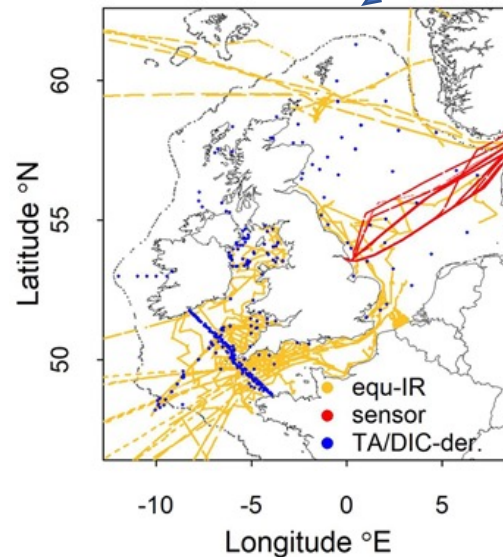 60
55
50
Latitude °N
equ-IR
sensor
TA/DIC-der.
-10 -5 0 5
Longitude °E